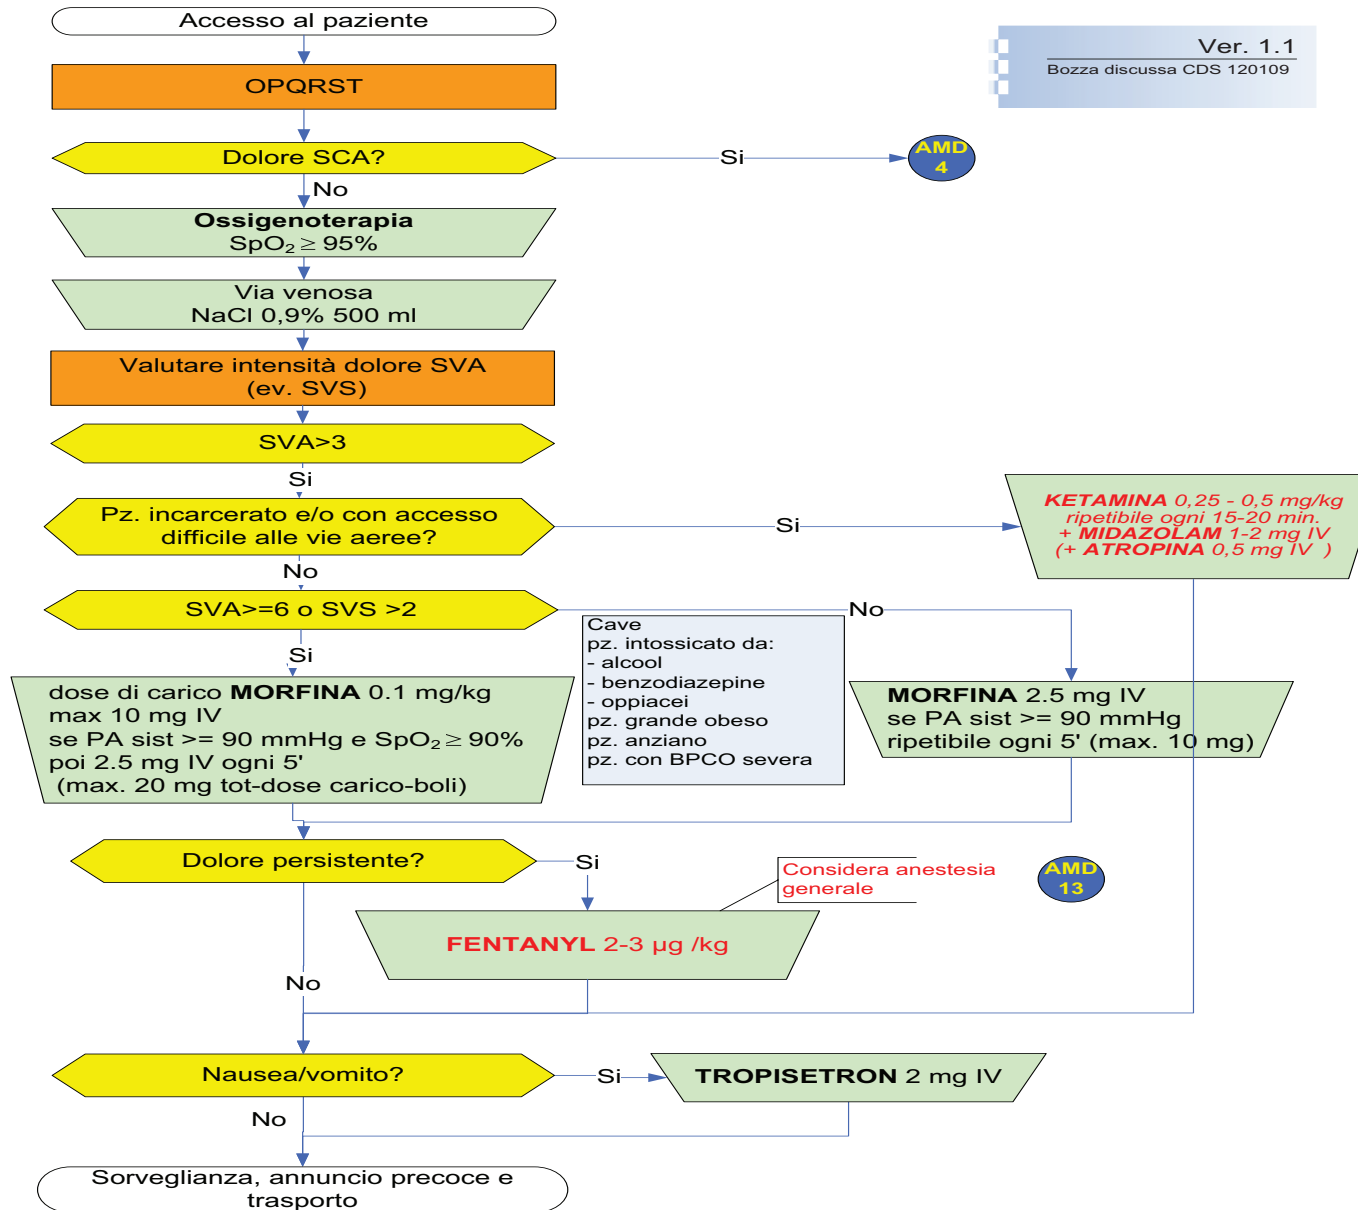 Accesso al paziente
Ver. 1.1
Bozza discussa CDS 120109
OPQRST
Dolore SCA?
Si
AMD
4
No
Ossigenoterapia
SpO₂ ≥ 95%
Via venosa
NaCl 0,9% 500 ml
Valutare intensità dolore SVA
(ev. SVS)
SVA>3
Si
Pz. incarcerato e/o con accesso
difficile alle vie aeree?
Si
KETAMINA 0,25 - 0,5 mg/kg
ripetibile ogni 15-20 min.
+ MIDAZOLAM 1-2 mg IV
(+ ATROPINA 0,5 mg IV )
No
SVA>=6 o SVS >2
No
Si
Cave
pz. intossicato da:
- alcool
- benzodiazepine
- oppiacei
pz. grande obeso
pz. anziano
pz. con BPCO severa
dose di carico MORFINA 0.1 mg/kg
max 10 mg IV
se PA sist >= 90 mmHg e SpO₂ ≥ 90%
poi 2.5 mg IV ogni 5'
(max. 20 mg tot-dose carico-boli)
MORFINA 2.5 mg IV
se PA sist >= 90 mmHg
ripetibile ogni 5' (max. 10 mg)
Dolore persistente?
Si
Considera anestesia
generale
AMD
13
FENTANYL 2-3 µg /kg
No
Nausea/vomito?
Si
TROPISETRON 2 mg IV
No
Sorveglianza, annuncio precoce e
trasporto